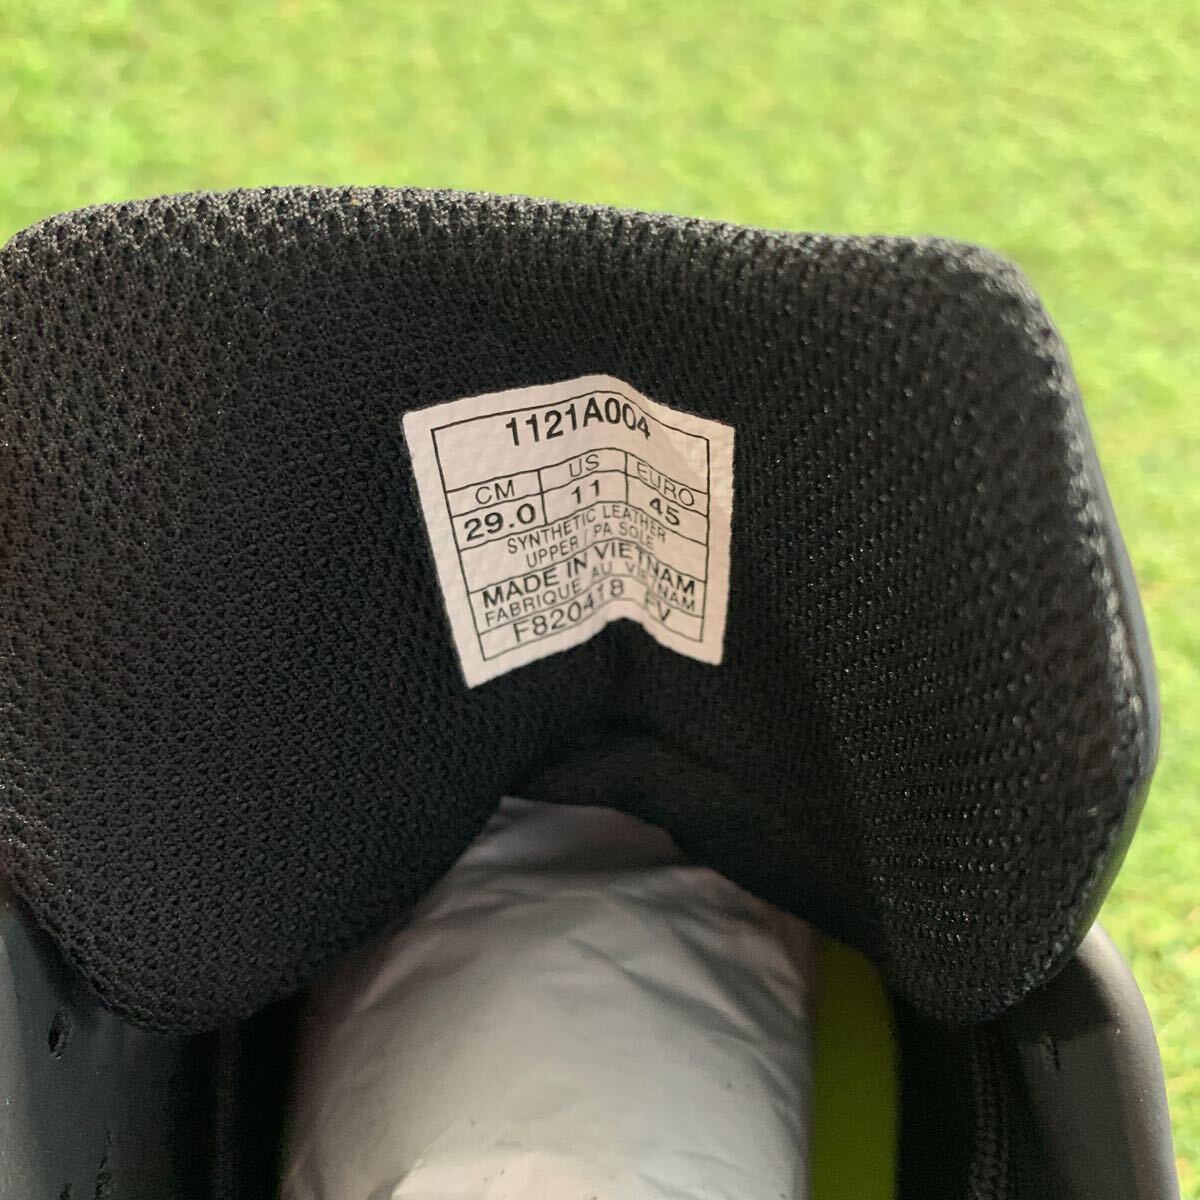 1121A004
CM US EURO
29.0 11 45
SYNTHETIC LEATHER
UPPER / PA SOLE
MADE IN VIETNAM
FABRIQUE AU VIETNAM
F820418 FV